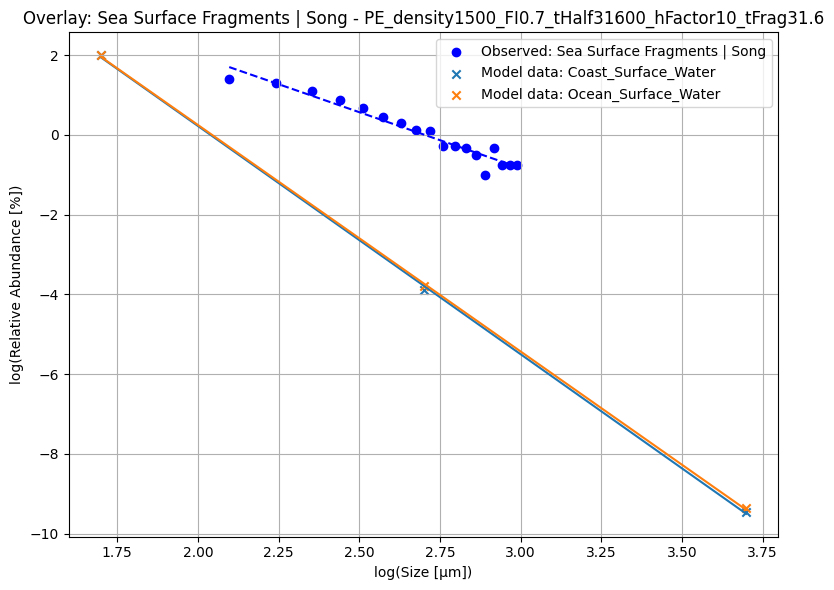 Overlay: Sea Surface Fragments | Song - PE_density1500_FI0.7_tHalf31600_hFactor10_tFrag31.6
Observed: Sea Surface Fragments | Song
Model data: Coast_Surface_Water
Model data: Ocean_Surface_Water
log(Relative Abundance [%])
2
0
−2
−4
−6
−8
−10
1.75 2.00 2.25 2.50 2.75 3.00 3.25 3.50 3.75
log(Size [μm])